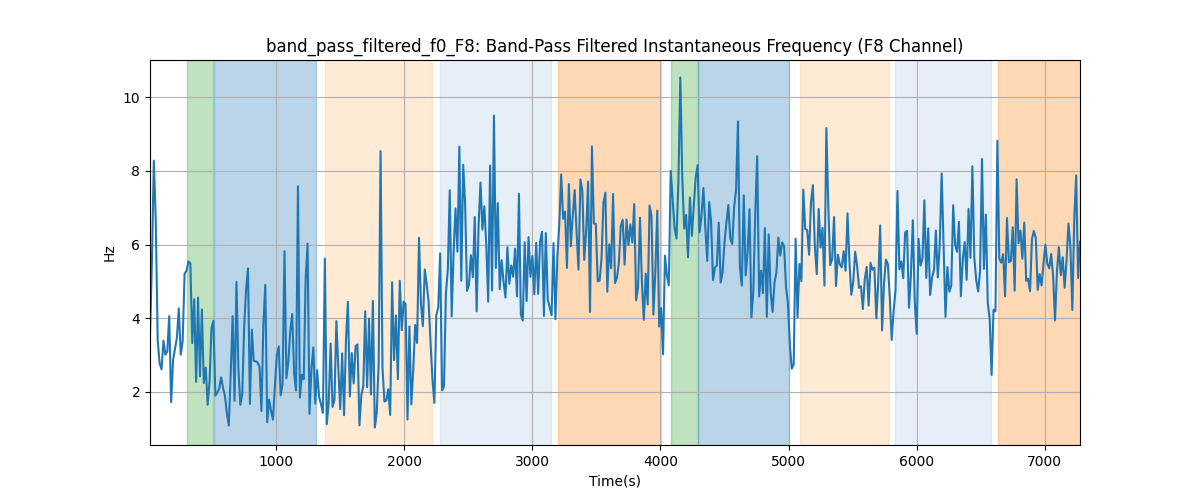 band_pass_filtered_f0_F8: Band-Pass Filtered Instantaneous Frequency (F8 Channel)
10
8
6
4
2
Hz
1000 2000 3000 4000 5000 6000 7000
Time(s)